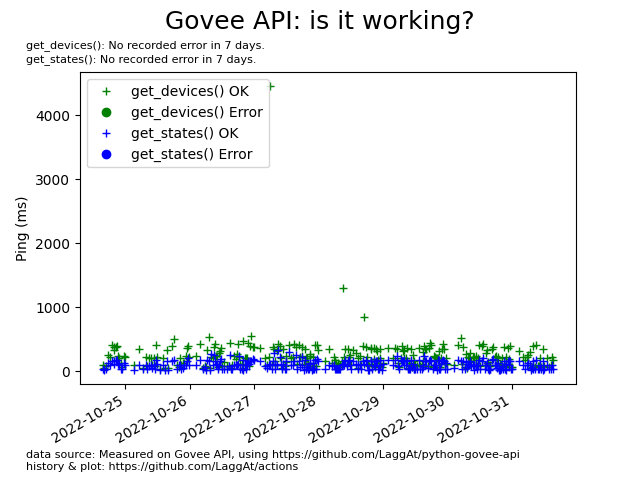 Govee API: is it working?
get_devices(): No recorded error in 7 days.
get_states(): No recorded error in 7 days.
get_devices() OK
get_devices() Error
get_states() OK
get_states() Error
Ping (ms)
4000
3000
2000
1000
0
2022-10-25
2022-10-26
2022-10-27
2022-10-28
2022-10-29
2022-10-30
2022-10-31
data source: Measured on Govee API, using https://github.com/LaggAt/python-govee-api
history & plot: https://github.com/LaggAt/actions